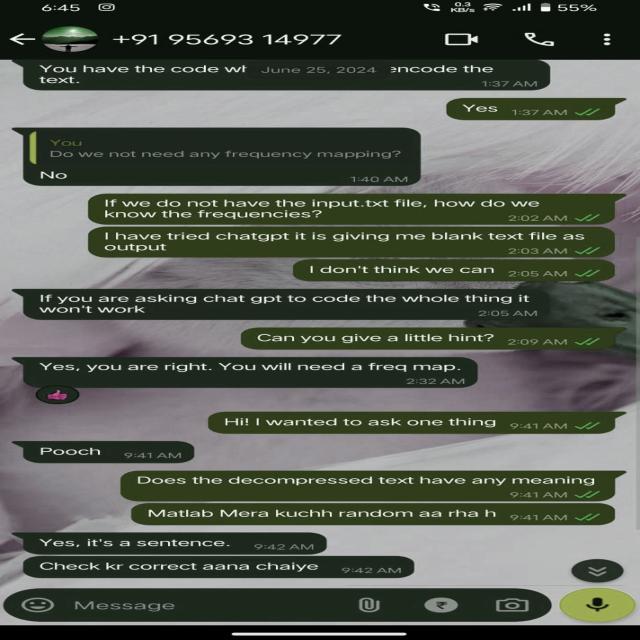 6:45
0.3
KB/s
55%
+91 95693 14977
You have the code
June 25, 2024
encode the
text.
1:37 AM
Yes 1:37 AM
You
Do we not need any frequency mapping?
No
1:40 AM
If we do not have the input.txt file, how do we
know the frequencies?
2:02 AM
I have tried chatgpt it is giving me blank text file as
output
2:03 AM
I don't think we can 2:05 AM
If you are asking chat gpt to code the whole thing it
won't work
2:05 AM
Can you give a little hint? 2:09 AM
Yes, you are right. You will need a freq map.
2:32 AM
Hi! I wanted to ask one thing 9:41 AM
Pooch 9:41 AM
Does the decompressed text have any meaning
9:41 AM
Matlab Mera kuchh random aa rha h 9:41 AM
Yes, it's a sentence. 9:42 AM
Check kr correct aana chaiye 9:42 AM
Message